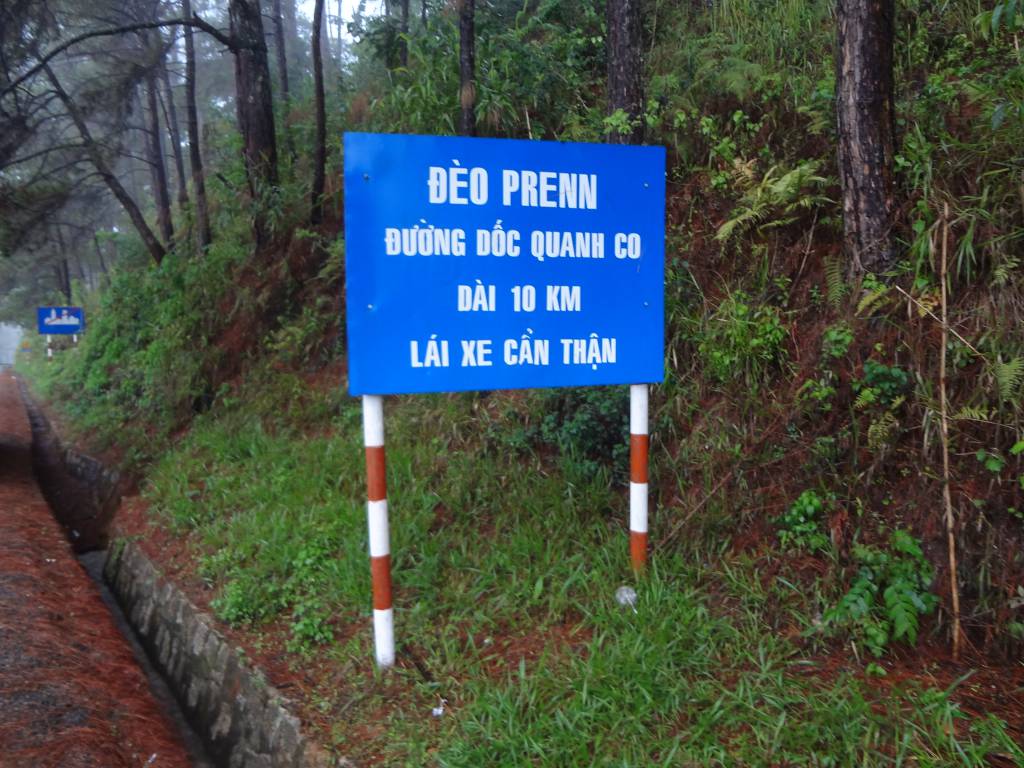 ĐÈO PRENN
ĐƯỜNG DỐC QUANH CO
DÀI 10 KM
LÁI XE CẨN THẬN